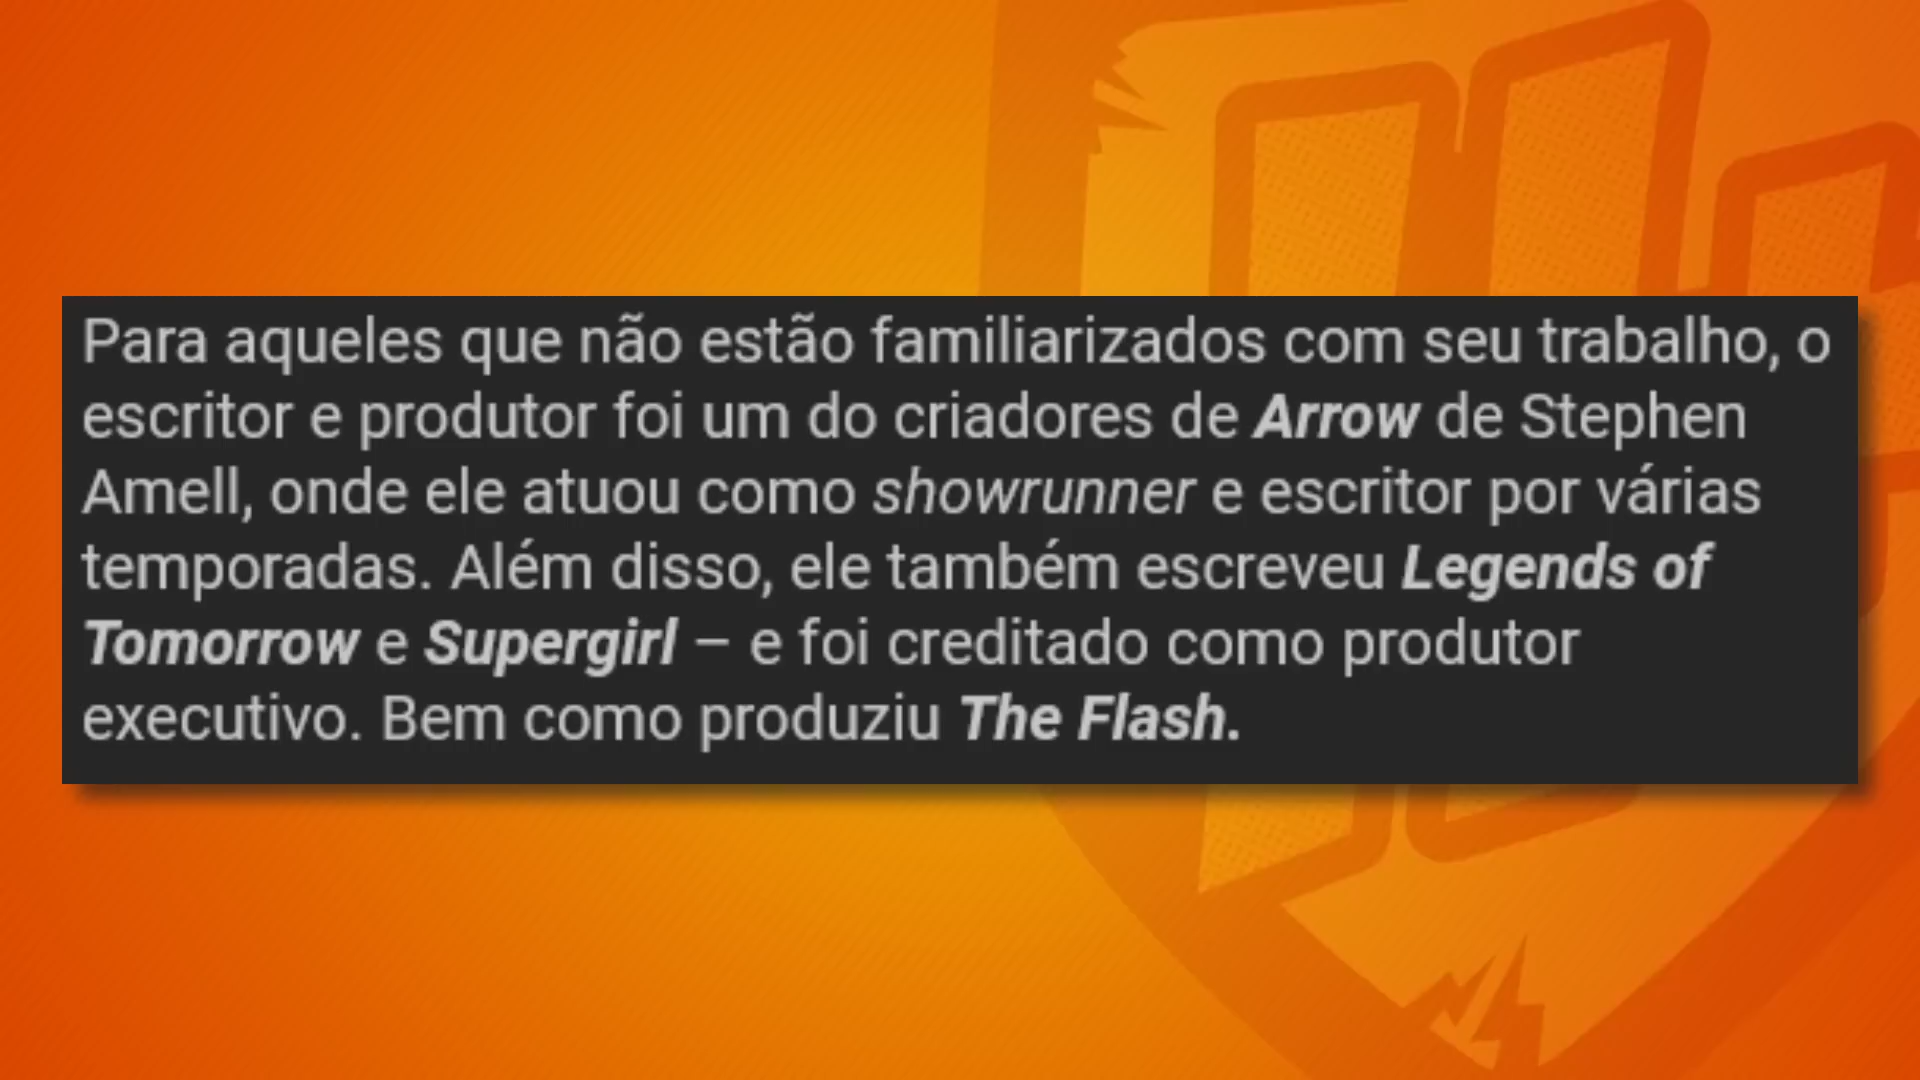 Para aqueles que não estão familiarizados com seu trabalho, o
escritor e produtor foi um do criadores de Arrow de Stephen
Amell, onde ele atuou como showrunner e escritor por várias
temporadas. Além disso, ele também escreveu Legends of
Tomorrow e Supergirl – e foi creditado como produtor
executivo. Bem como produziu The Flash.